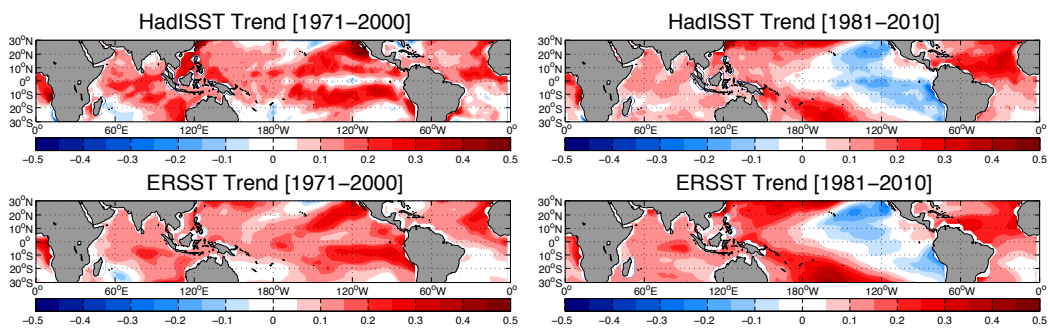 HadISST Trend [1971−2000]
30°N
20°N
10°N
0°
10°S
20°S
30°S
0° 60°E 120°E 180°W 120°W 60°W 0°
−0.5 −0.4 −0.3 −0.2 −0.1 0 0.1 0.2 0.3 0.4 0.5
HadISST Trend [1981−2010]
30°N
20°N
10°N
0°
10°S
20°S
30°S
0° 60°E 120°E 180°W 120°W 60°W 0°
−0.5 −0.4 −0.3 −0.2 −0.1 0 0.1 0.2 0.3 0.4 0.5
ERSST Trend [1971−2000]
30°N
20°N
10°N
0°
10°S
20°S
30°S
0° 60°E 120°E 180°W 120°W 60°W 0°
−0.5 −0.4 −0.3 −0.2 −0.1 0 0.1 0.2 0.3 0.4 0.5
ERSST Trend [1981−2010]
30°N
20°N
10°N
0°
10°S
20°S
30°S
0° 60°E 120°E 180°W 120°W 60°W 0°
−0.5 −0.4 −0.3 −0.2 −0.1 0 0.1 0.2 0.3 0.4 0.5